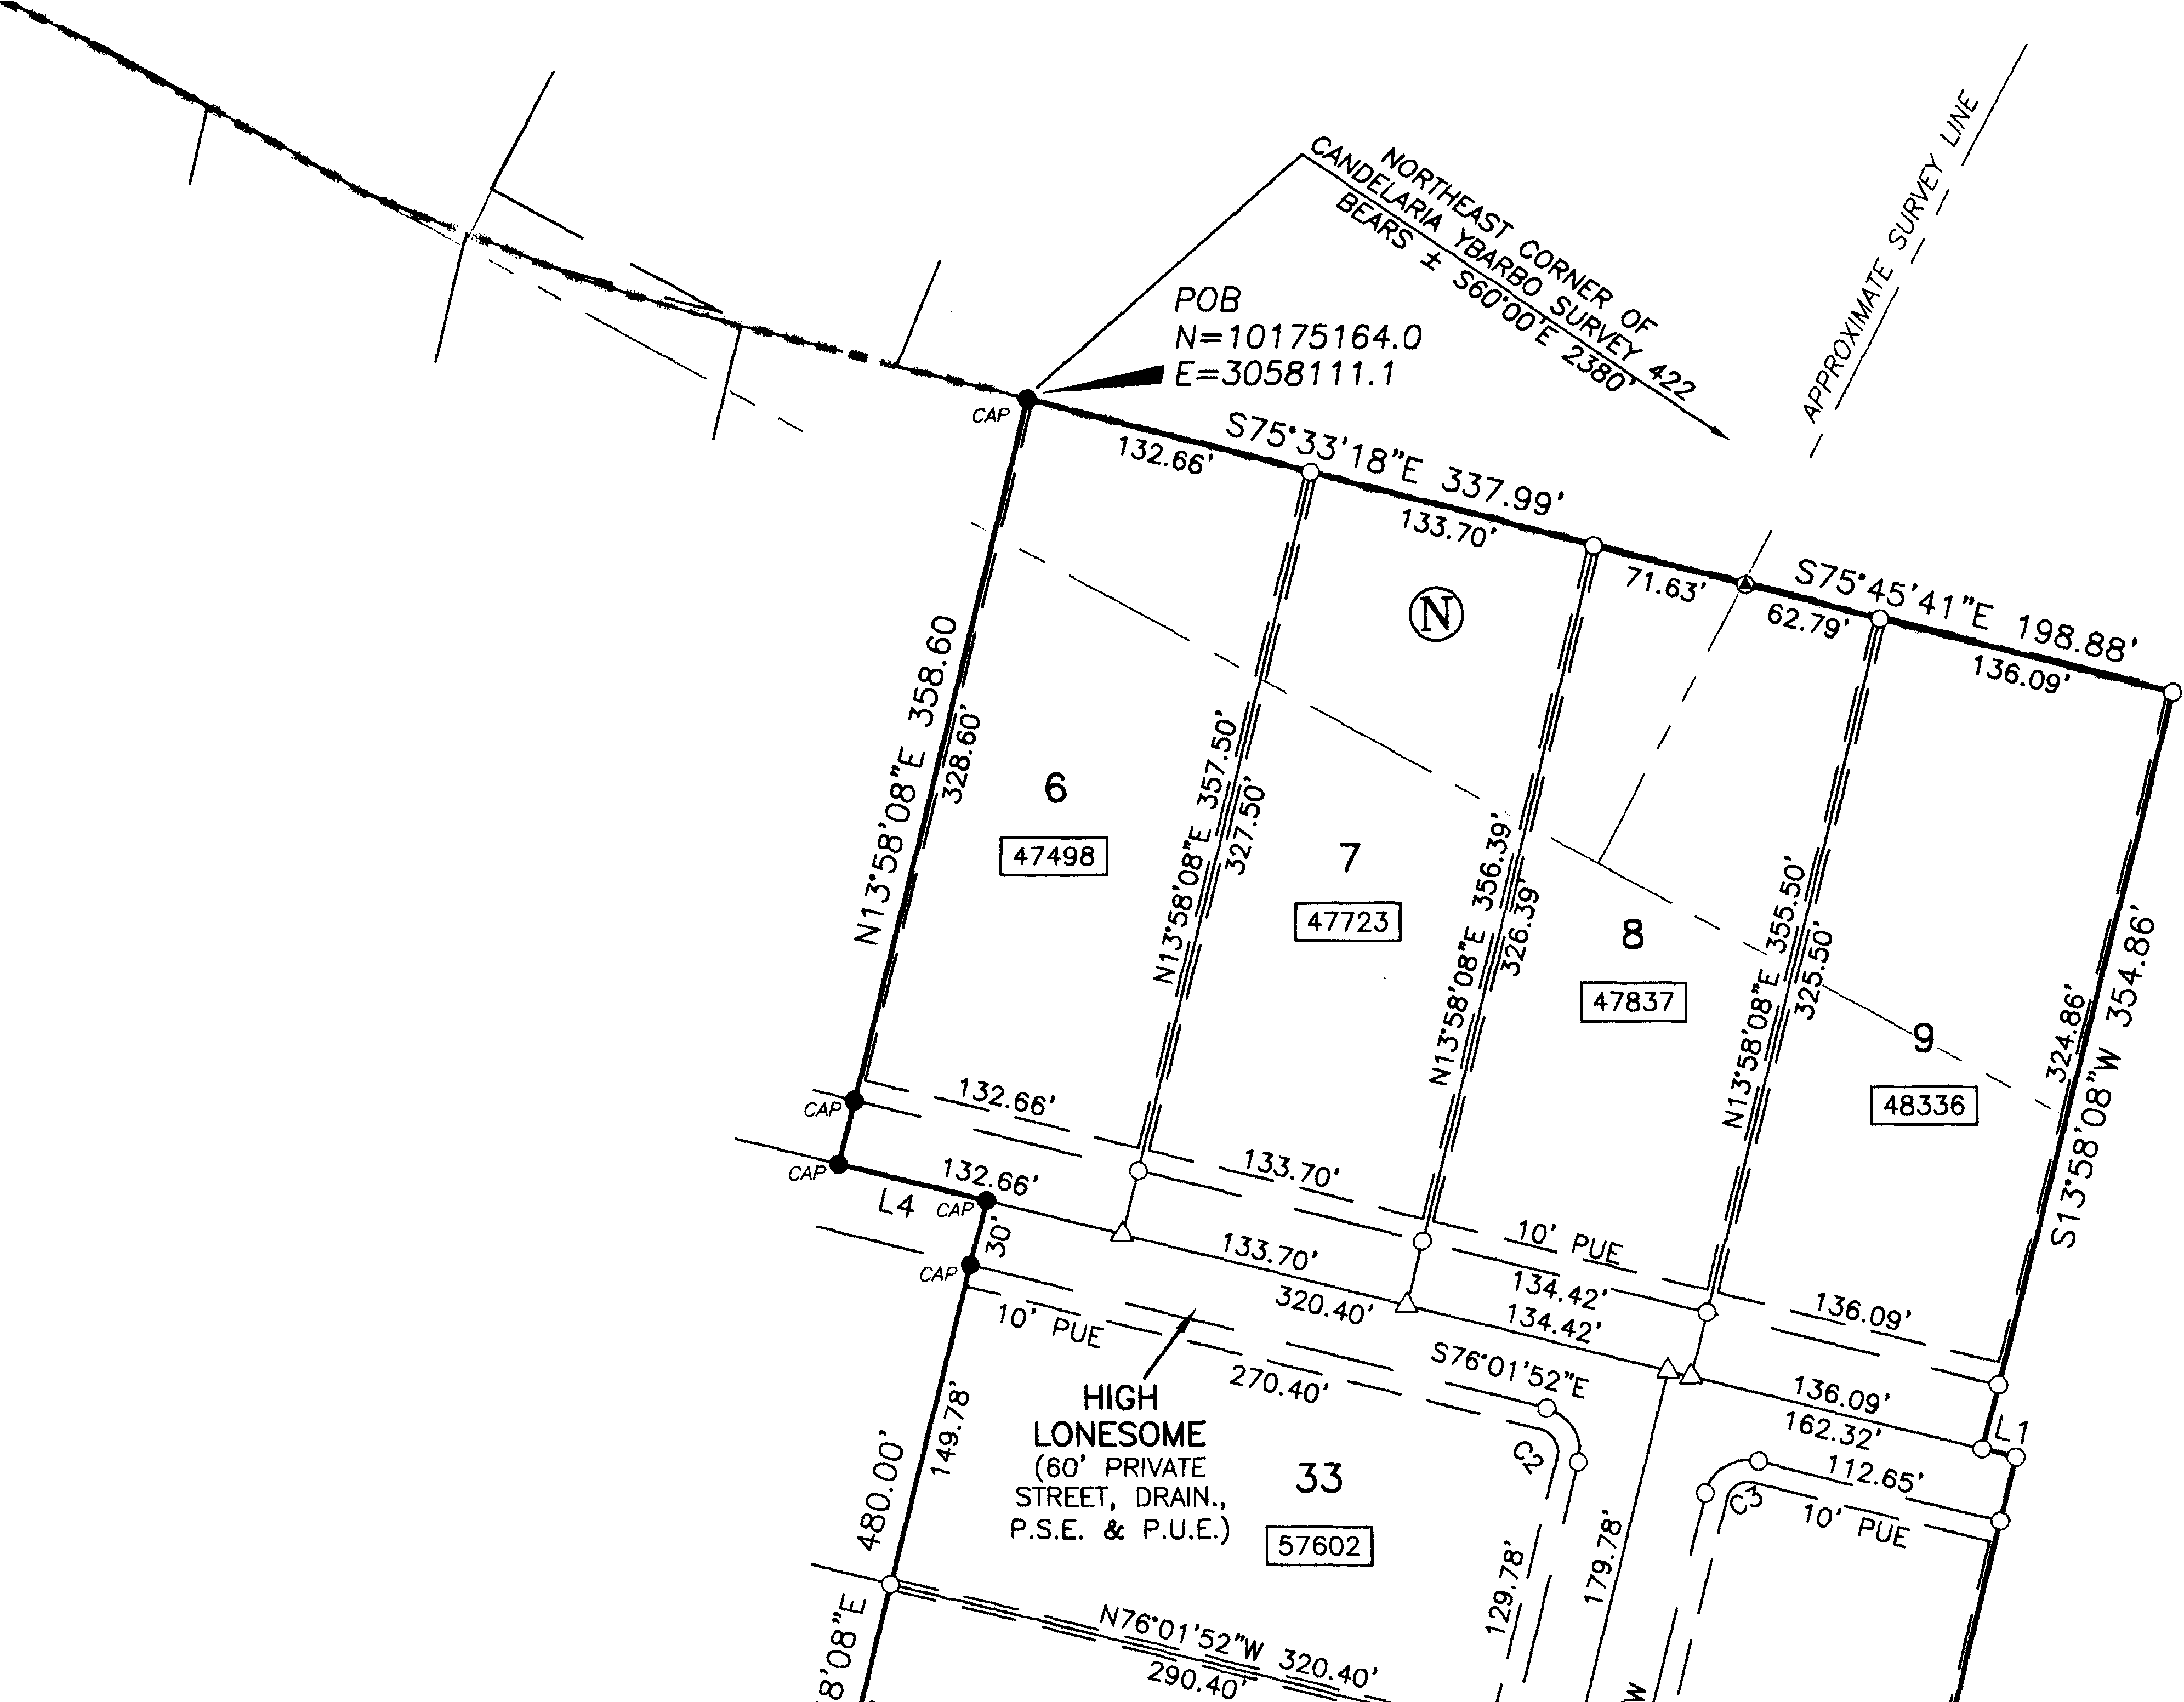 NORTHEAST CORNER OF
CANDELARIA YBARBO SURVEY 422
BEARS ± S60°00'E 2380'
APPROXIMATE SURVEY LINE
POB
N=10175164.0
E=3058111.1
CAP
S75°33'18"E 337.99'
132.66'
133.70'
71.63'
S75°45'41"E 198.88'
62.79'
136.09'
N
N13°58'08"E 358.60
328.60'
6
47498
N13°58'08"E 357.50'
327.50'
7
47723
N13°58'08"E 356.39'
326.39'
8
47837
N13°58'08"E 355.50'
325.50'
9
48336
324.86'
S13°58'08"W 354.86'
CAP
132.66'
CAP
132.66'
L4
CAP
30'
133.70'
133.70'
10' PUE
134.42'
134.42'
136.09'
136.09'
L1
CAP
10' PUE
320.40'
270.40'
S76°01'52"E
162.32'
112.65'
10' PUE
C2
C3
HIGH
LONESOME
(60' PRIVATE
STREET, DRAIN.,
P.S.E. & P.U.E.)
33
57602
149.78'
480.00'
129.78'
179.78'
8'08"E
N76°01'52"W 320.40'
290.40'
W